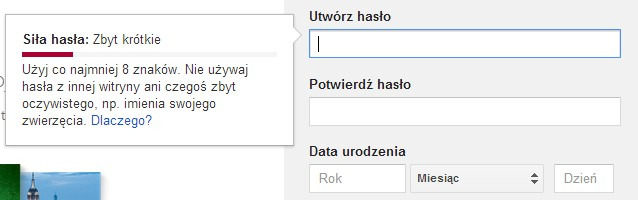 Siła hasła: Zbyt krótkie
Użyj co najmniej 8 znaków. Nie używaj
hasła z innej witryny ani czegoś zbyt
oczywistego, np. imienia swojego
zwierzęcia. Dlaczego?
Utwórz hasło
Potwierdź hasło
Data urodzenia
Rok
Miesiąc
Dzień